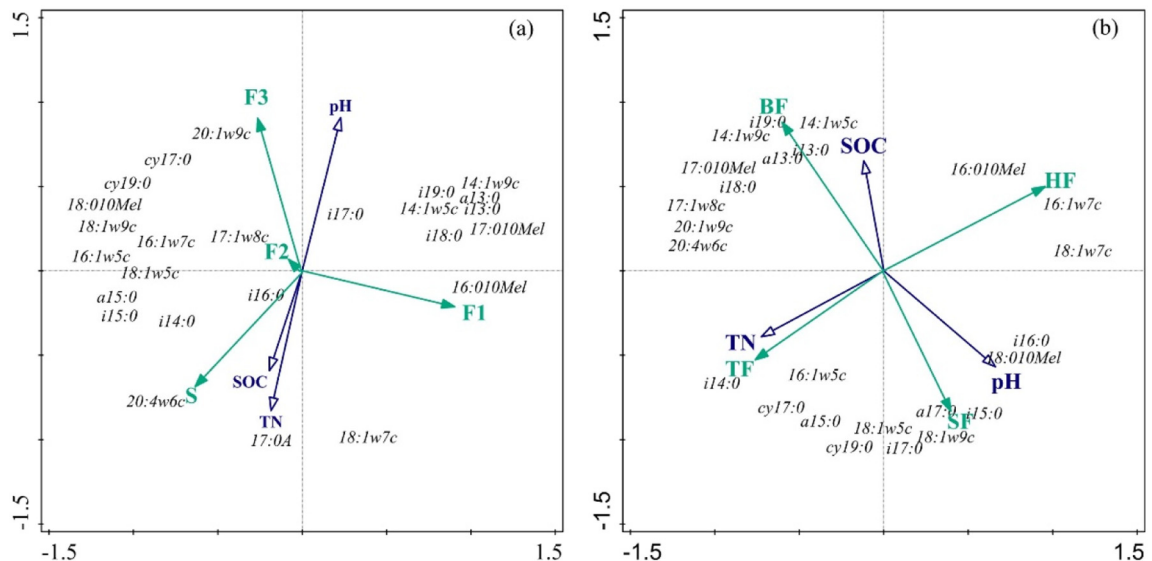 1.5
(a)
F3
pH
20:1w9c
cy17:0
cy19:0
18:010Mel
18:1w9c
16:1w7c
17:1w8c
16:1w5c
F2
18:1w5c
a15:0
i15:0
i14:0
i16:0
i17:0
i19:0
14:1w9c
a13:0
14:1w5c
i13:0
i18:0
17:010Mel
16:010Mel
F1
SOC
S
20:4w6c
TN
17:0A
18:1w7c
-1.5
-1.5
1.5
1.5
(b)
BF
i19:0
14:1w5c
14:1w9c
i13:0
SOC
a13:0
17:010Mel
16:010Mel
HF
i18:0
17:1w8c
16:1w7c
20:1w9c
20:4w6c
18:1w7c
TN
i16:0
18:010Mel
TF
i14:0
16:1w5c
pH
cy17:0
a15:0
a17:0
i15:0
SF
18:1w5c
18:1w9c
cy19:0
i17:0
-1.5
-1.5
1.5